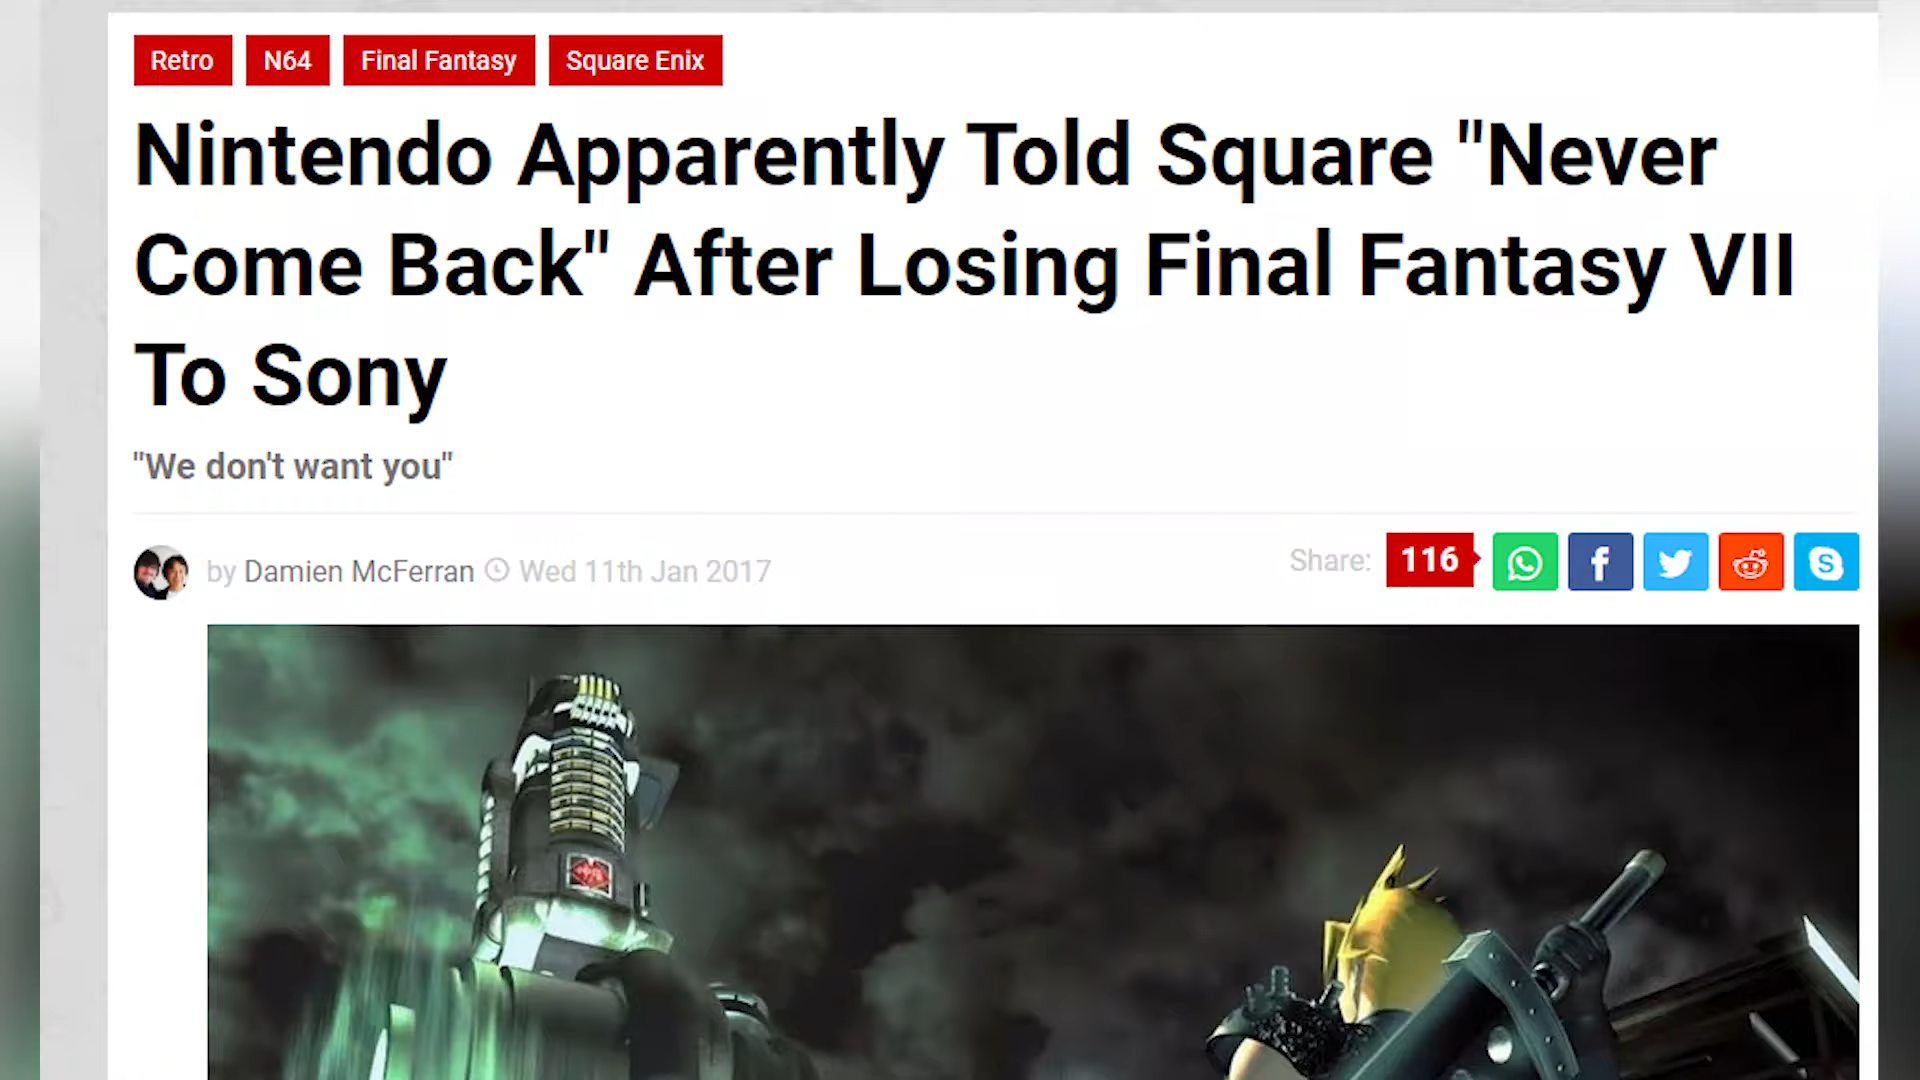 Retro N64 Final Fantasy Square Enix
Nintendo Apparently Told Square "Never
Come Back" After Losing Final Fantasy VII
To Sony
"We don't want you"
by Damien McFerran Wed 11th Jan 2017
Share: 116